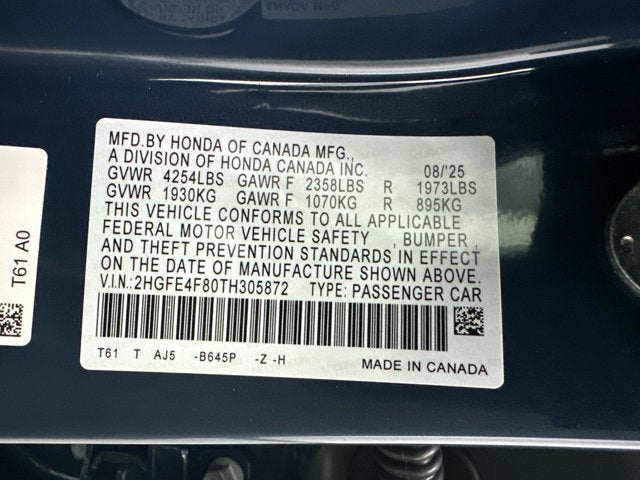 MFD.BY HONDA OF CANADA MFG.,
A DIVISION OF HONDA CANADA INC. 08/'25
GVWR 4254LBS GAWR F 2358LBS R 1973LBS
GVWR 1930KG GAWR F 1070KG R 895KG
THIS VEHICLE CONFORMS TO ALL APPLICABLE
FEDERAL MOTOR VEHICLE SAFETY , BUMPER ,
AND THEFT PREVENTION STANDARDS IN EFFECT
ON THE DATE OF MANUFACTURE SHOWN ABOVE.
V.I.N.:2HGFE4F80TH305872 TYPE: PASSENGER CAR
T61 T AJ5 -B645P -Z -H
MADE IN CANADA
T61 A0